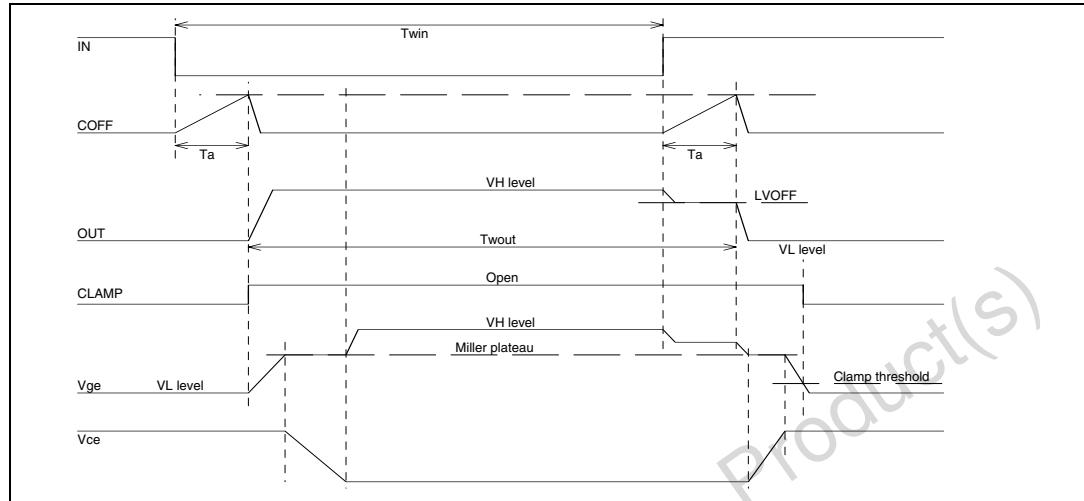 Twin
IN
COFF
Ta
Ta
VH level
LVOFF
OUT
Twout
VL level
Open
CLAMP
VH level
Miller plateau
Vge
VL level
Clamp threshold
Vce
Product(s)